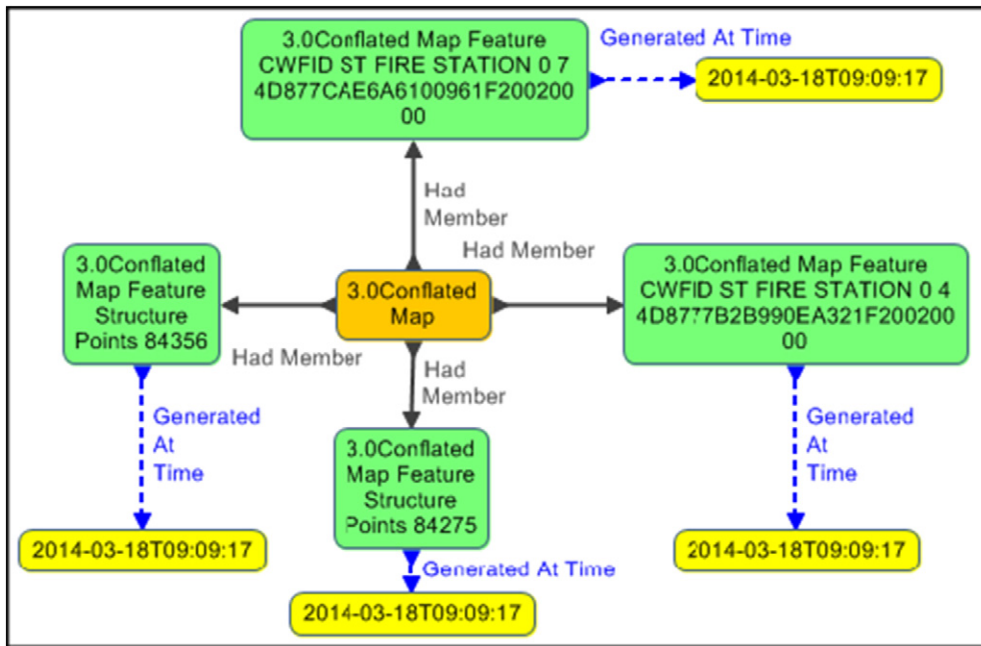 3.0Conflated Map Feature
CWFID ST FIRE STATION 0 7
4D877CAE6A6100961F200200
00
Generated At Time
2014-03-18T09:09:17
Had
Member
Had Member
3.0Conflated
Map Feature
Structure
Points 84356
3.0Conflated
Map
3.0Conflated Map Feature
CWFID ST FIRE STATION 0 4
4D8777B2B990EA321F200200
00
Had Member
Had
Member
Generated
At
Time
3.0Conflated
Map Feature
Structure
Points 84275
Generated
At
Time
2014-03-18T09:09:17
Generated At Time
2014-03-18T09:09:17
2014-03-18T09:09:17